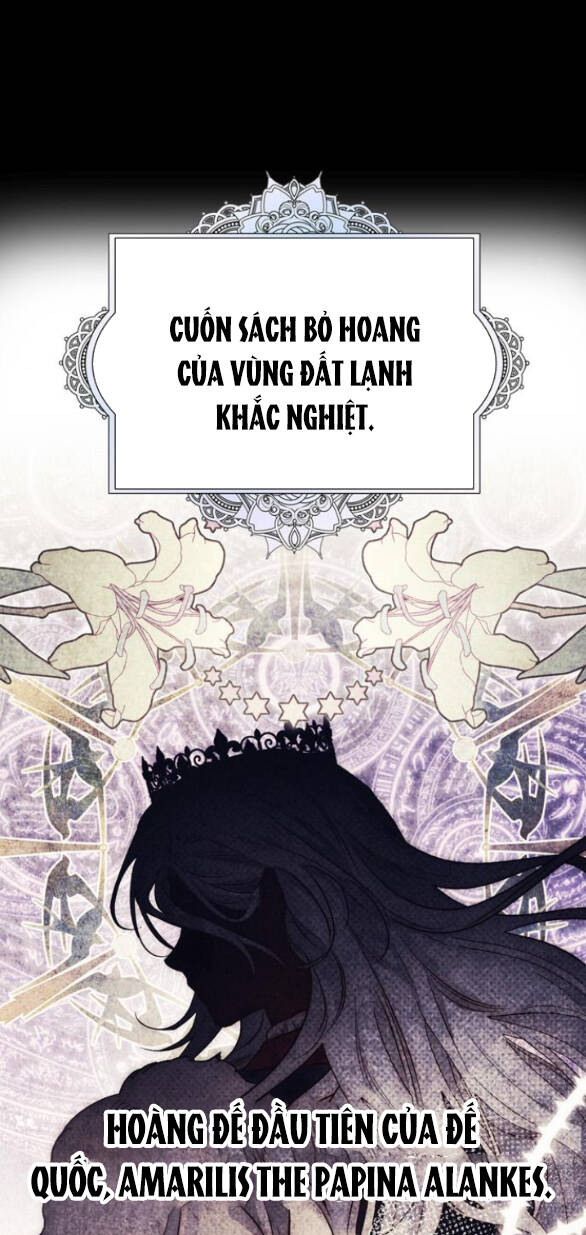 CUỐN SÁCH BỎ HOANG
CỦA VÙNG ĐẤT LẠNH
KHẮC NGHIỆT.
HOÀNG ĐẾ ĐẦU TIÊN CỦA ĐẾ
QUỐC, AMARILIS THE PAPINA ALANKES.